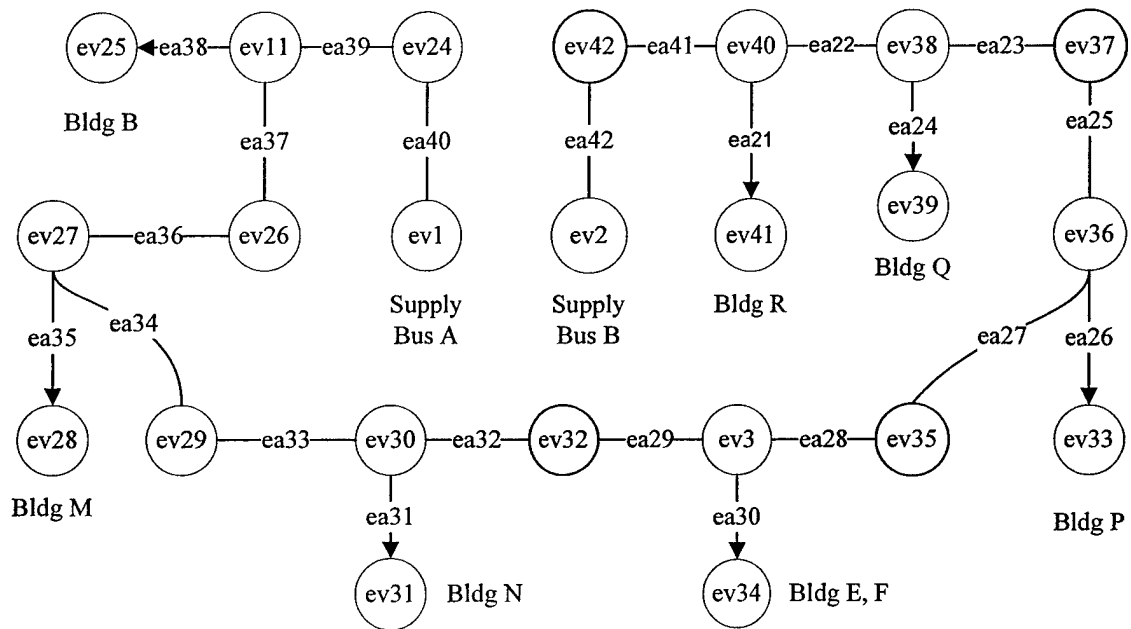 ev25 ea38 ev11 ea39 ev24 ev42 ea41 ev40 ea22 ev38 ea23 ev37
Bldg B
ea37 ea40 ea42 ea21 ea24 ea25
ev27 ea36 ev26 ev1 ev2 ev41 ev39 ev36
Bldg Q
Supply
Bus A
Supply
Bus B
Bldg R
ea35 ea34 ea27 ea26
ev28 ev29 ea33 ev30 ea32 ev32 ea29 ev3 ea28 ev35 ev33
Bldg M
Bldg P
ea31 ea30
ev31 Bldg N ev34 Bldg E, F